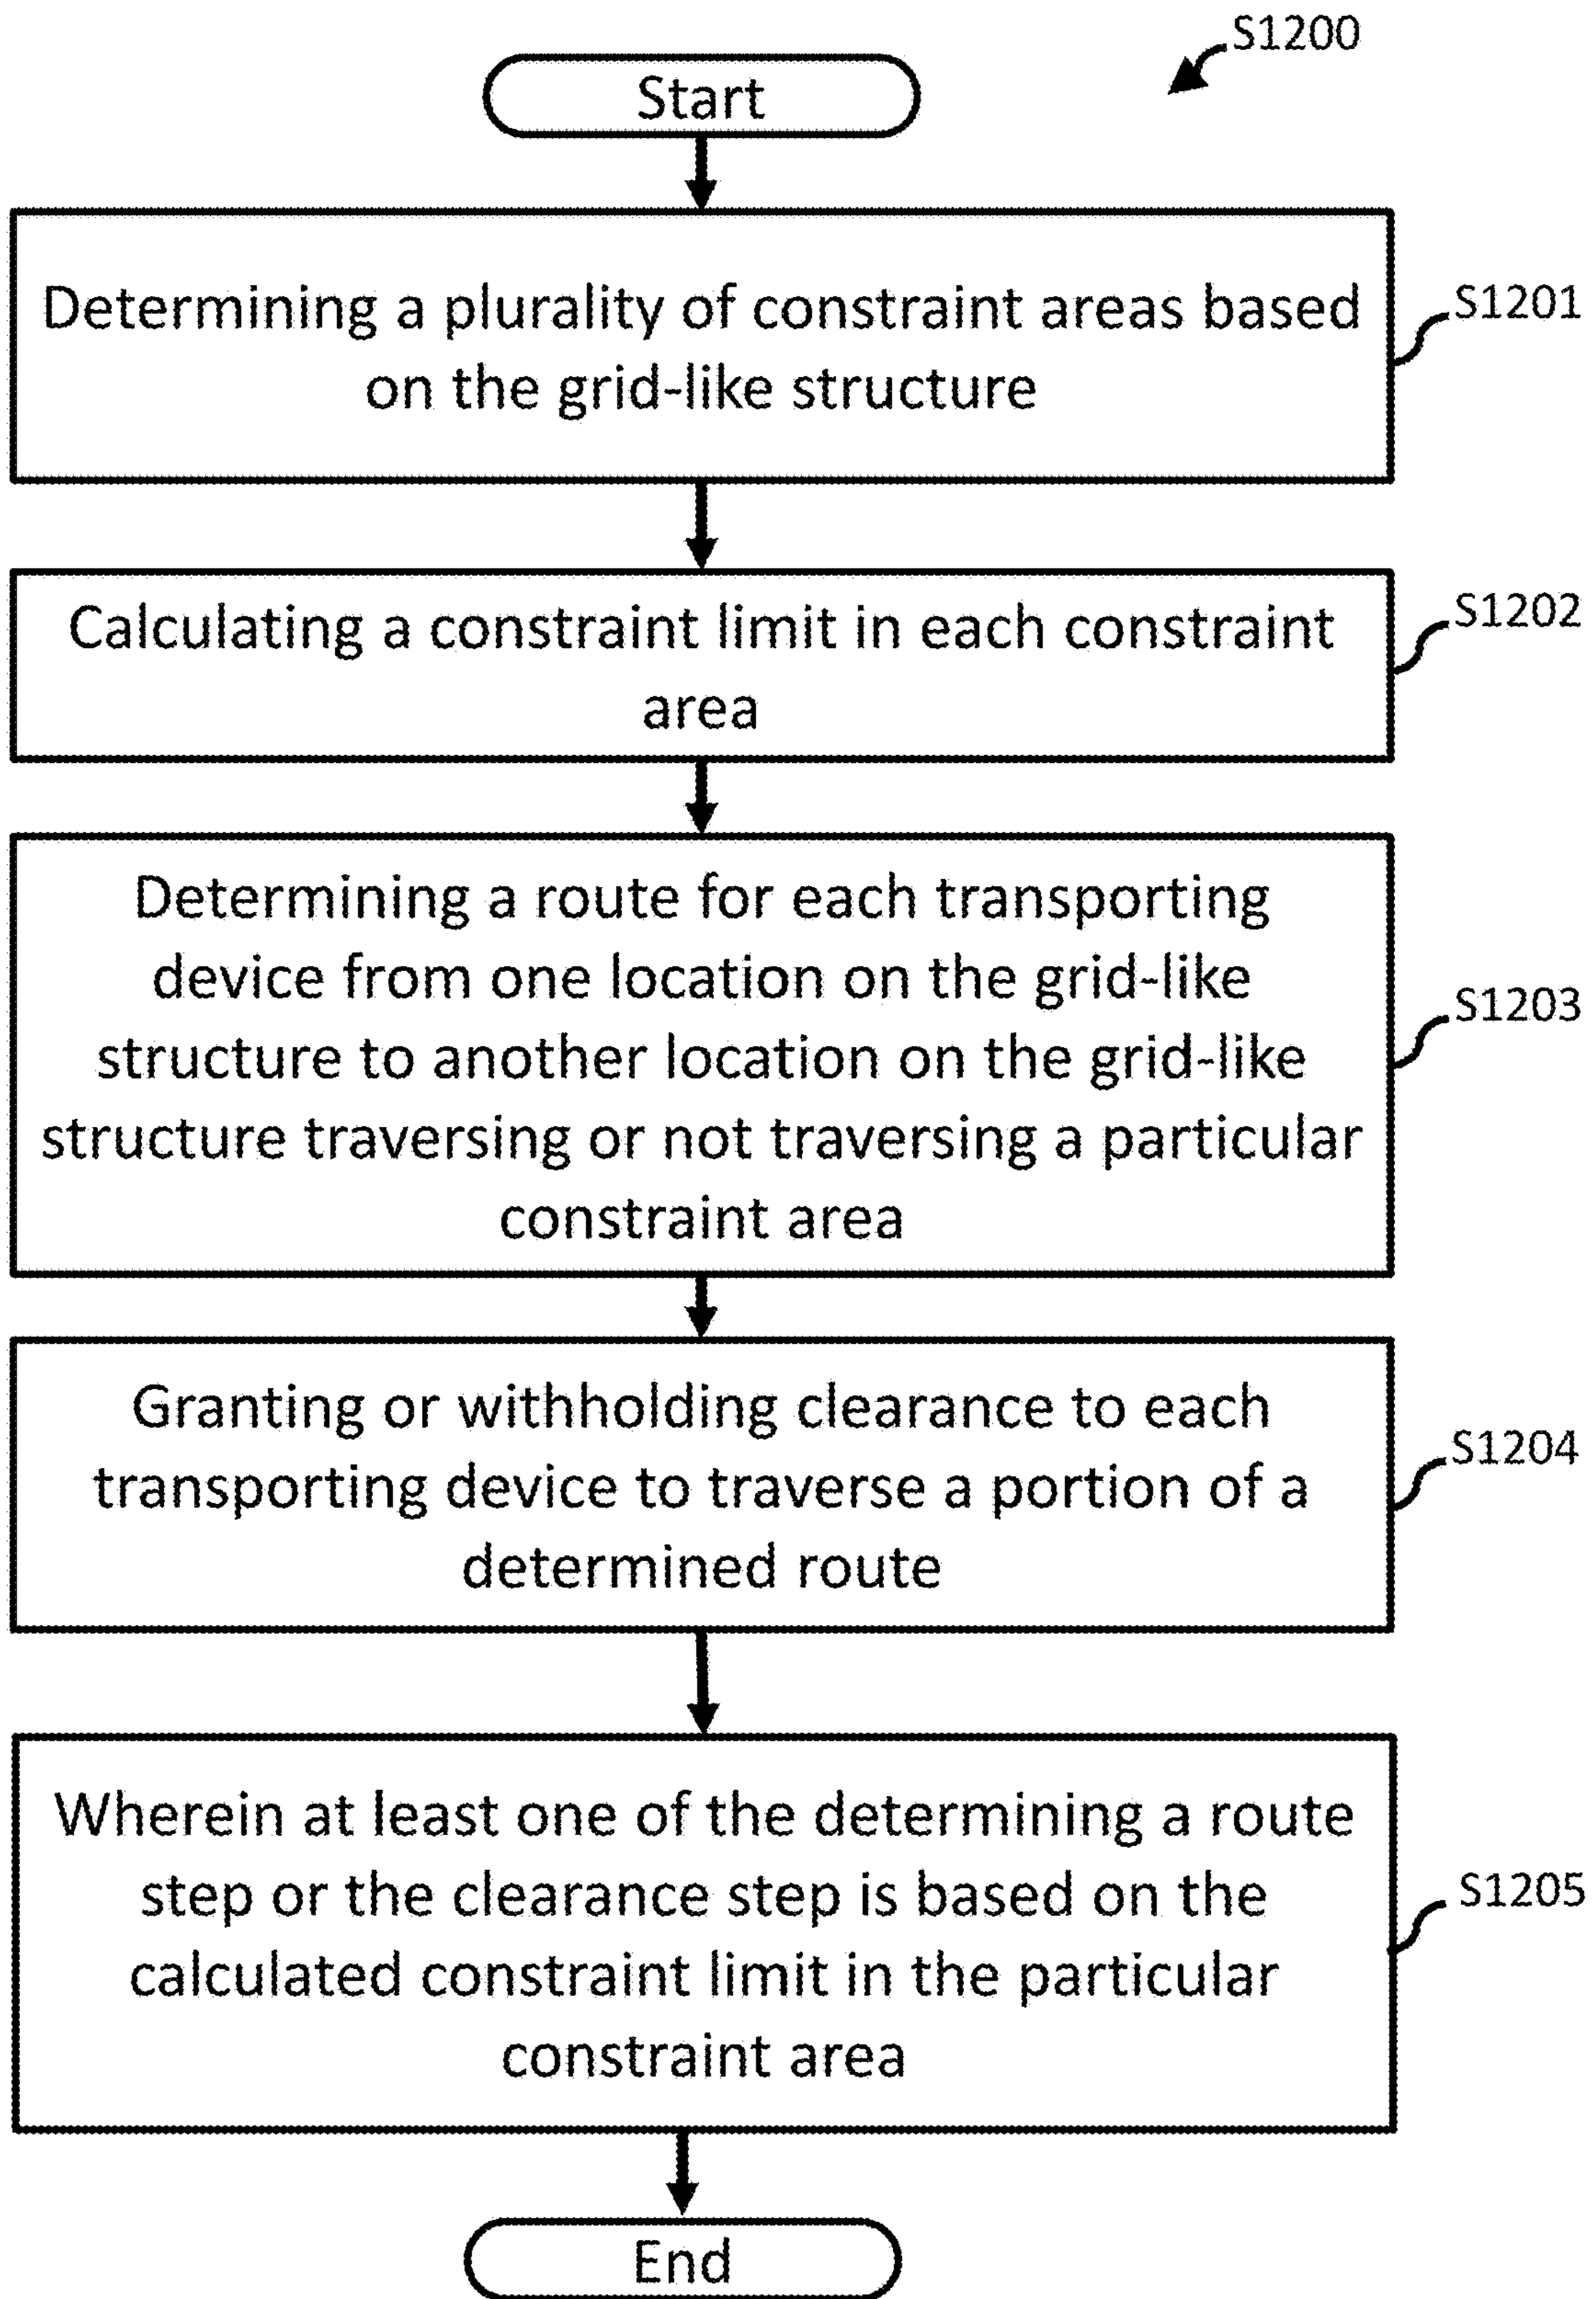 S1200
Start
Determining a plurality of constraint areas based
on the grid-like structure
S1201
Calculating a constraint limit in each constraint
area
S1202
Determining a route for each transporting
device from one location on the grid-like
structure to another location on the grid-like
structure traversing or not traversing a particular
constraint area
S1203
Granting or withholding clearance to each
transporting device to traverse a portion of a
determined route
S1204
Wherein at least one of the determining a route
step or the clearance step is based on the
calculated constraint limit in the particular
constraint area
S1205
End